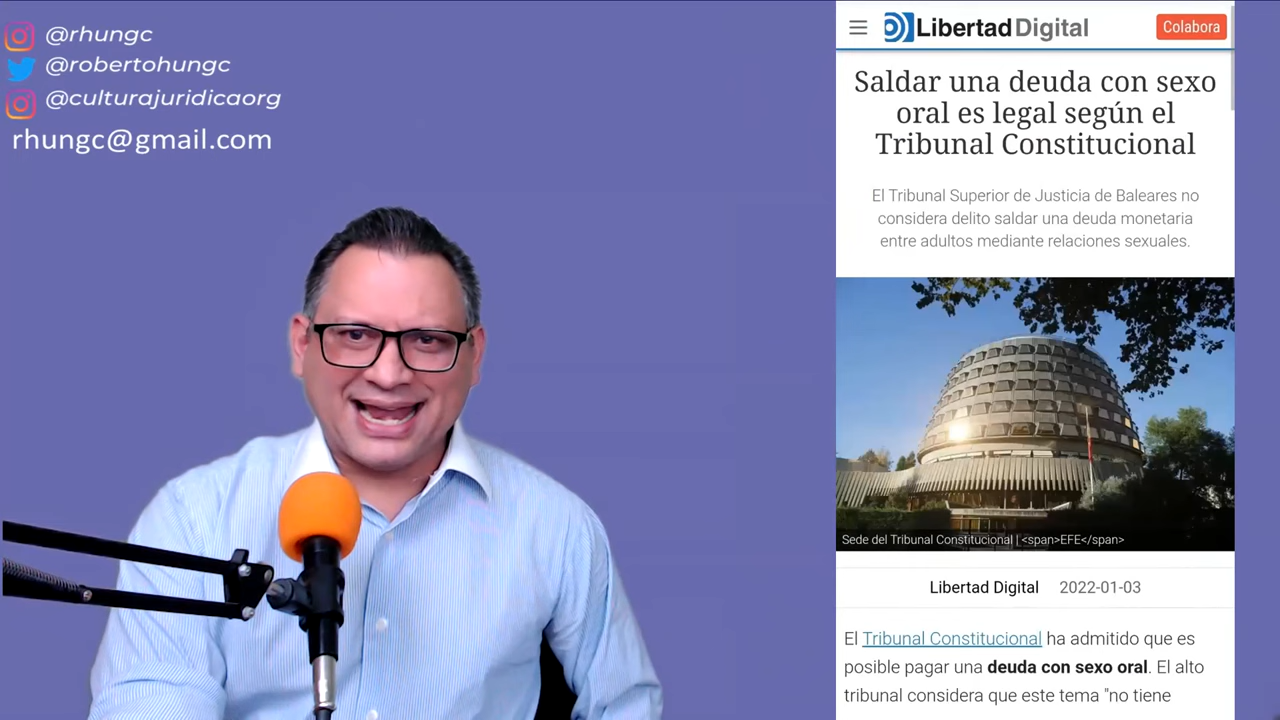 @rhungc
@robertohungc
@culturajuridicaorg
rhungc@gmail.com
Libertad Digital
Colabora
Saldar una deuda con sexo
oral es legal según el
Tribunal Constitucional
El Tribunal Superior de Justicia de Baleares no
considera delito saldar una deuda monetaria
entre adultos mediante relaciones sexuales.
Sede del Tribunal Constitucional | <span>EFE</span>
Libertad Digital 2022-01-03
El Tribunal Constitucional ha admitido que es
posible pagar una deuda con sexo oral. El alto
tribunal considera que este tema "no tiene